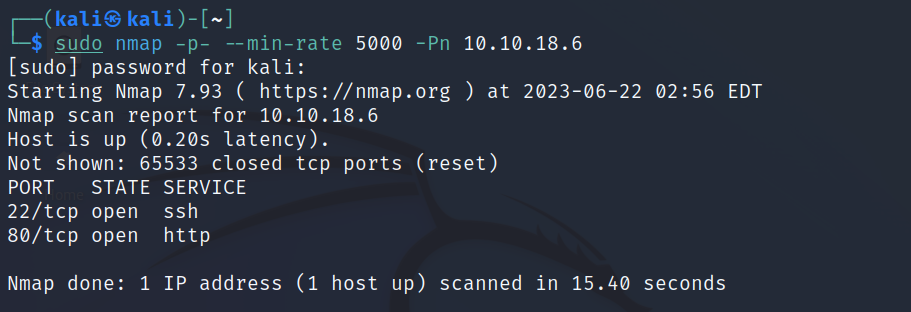 ┌──(kali㉿kali)-[~]
└─$ sudo nmap -p- --min-rate 5000 -Pn 10.10.18.6
[sudo] password for kali:
Starting Nmap 7.93 ( https://nmap.org ) at 2023-06-22 02:56 EDT
Nmap scan report for 10.10.18.6
Host is up (0.20s latency).
Not shown: 65533 closed tcp ports (reset)
PORT   STATE SERVICE
22/tcp open  ssh
80/tcp open  http
Nmap done: 1 IP address (1 host up) scanned in 15.40 seconds